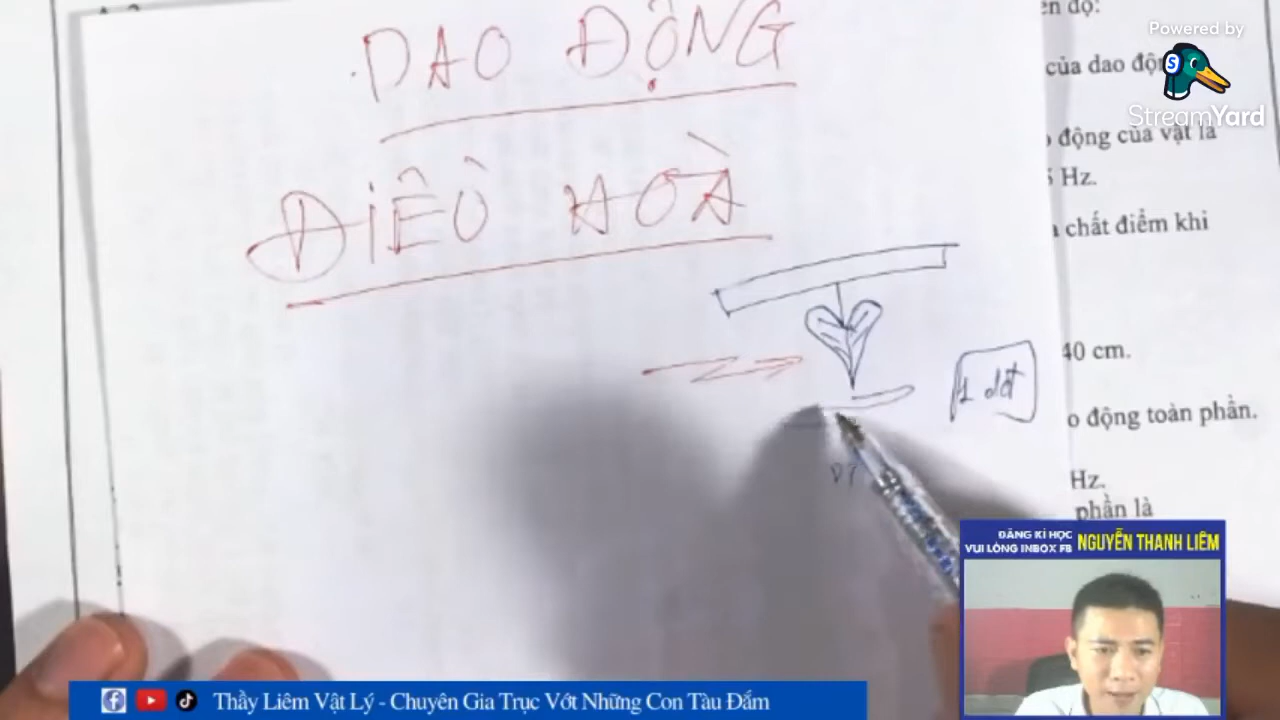 DAO ĐỘNG
ĐIỀU HOÀ
1 dđ
ên độ:
của dao độn
động của vật là
Hz.
chất điểm khi
40 cm.
o động toàn phần.
Hz.
phần là
Powered by
StreamYard
ĐĂNG KÍ HỌC
VUI LÒNG INBOX FB
NGUYỄN THANH LIÊM
Thầy Liêm Vật Lý - Chuyên Gia Trục Vớt Những Con Tàu Đắm